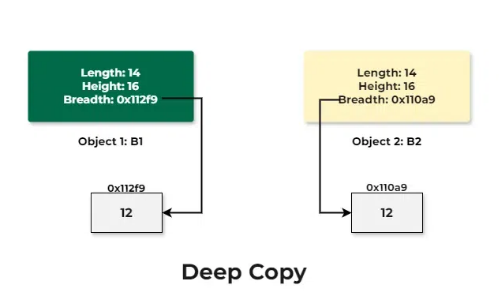 Length: 14
Height: 16
Breadth: 0x112f9
Object 1: B1
0x112f9
12
Length: 14
Height: 16
Breadth: 0x110a9
Object 2: B2
0x110a9
12
Deep Copy